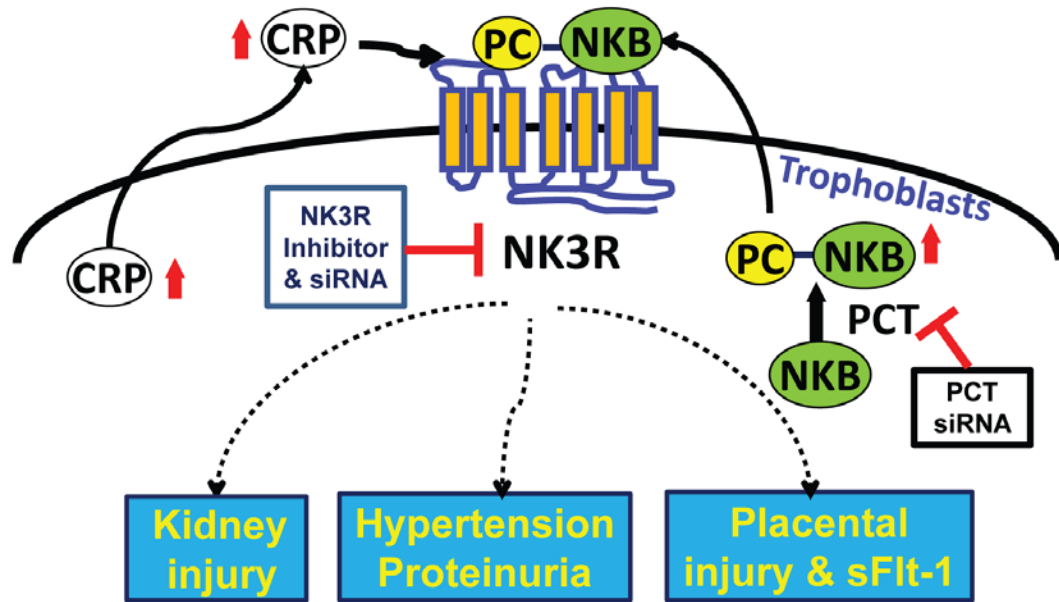 CRP
PC
NKB
Trophoblasts
NK3R
Inhibitor
& siRNA
NK3R
CRP
PC
NKB
PCT
NKB
PCT
siRNA
Kidney
injury
Hypertension
Proteinuria
Placental
injury & sFlt-1